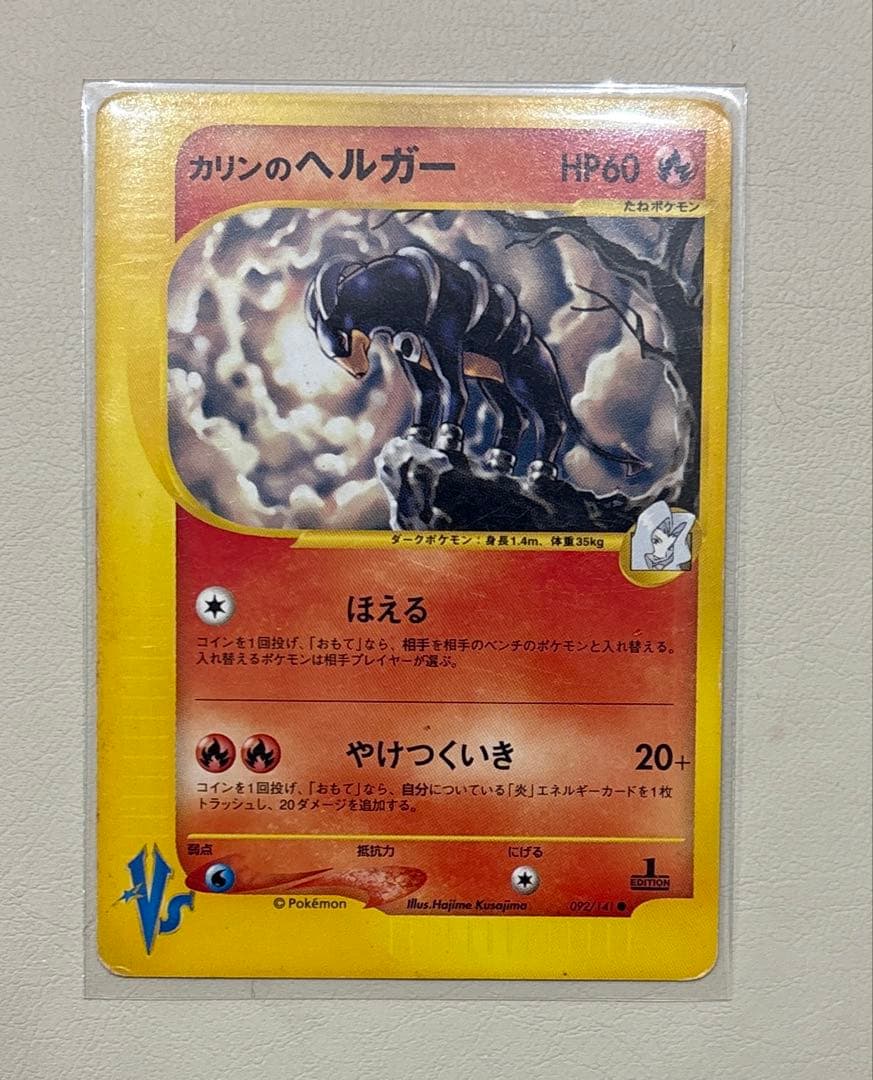 カリンのヘルガー HP60
たねポケモン
ダークポケモン：身長1.4m、体重35kg
ほえる
コインを1回投げ、「おもて」なら、相手を相手のベンチのポケモンと入れ替える。
入れ替えるポケモンは相手プレイヤーが選ぶ。
やけつくいき 20+
コインを1回投げ、「おもて」なら、自分についている「炎」エネルギーカードを1枚
トラッシュし、20ダメージを追加する。
弱点 抵抗力 にげる
1
EDITION
VS
©Pokémon Illus.Hajime Kusajima 092/141●